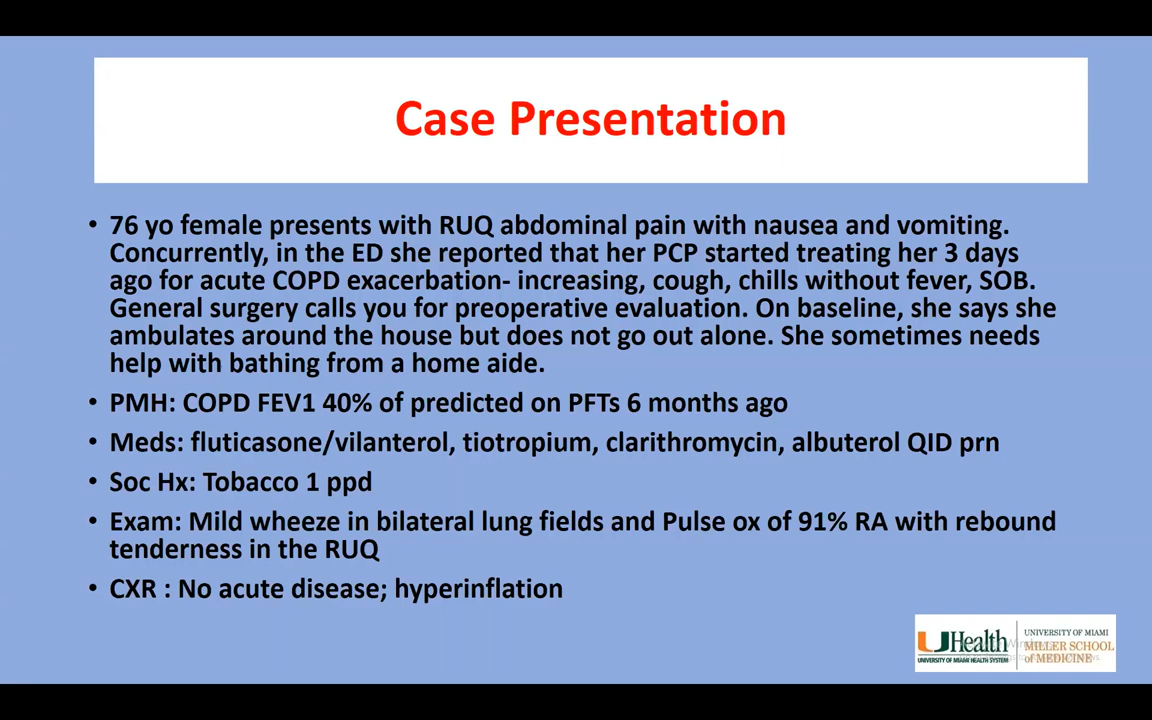 Case Presentation
• 76 yo female presents with RUQ abdominal pain with nausea and vomiting.
Concurrently, in the ED she reported that her PCP started treating her 3 days
ago for acute COPD exacerbation- increasing, cough, chills without fever, SOB.
General surgery calls you for preoperative evaluation. On baseline, she says she
ambulates around the house but does not go out alone. She sometimes needs
help with bathing from a home aide.
• PMH: COPD FEV1 40% of predicted on PFTs 6 months ago
• Meds: fluticasone/vilanterol, tiotropium, clarithromycin, albuterol QID prn
• Soc Hx: Tobacco 1 ppd
• Exam: Mild wheeze in bilateral lung fields and Pulse ox of 91% RA with rebound
tenderness in the RUQ
• CXR : No acute disease; hyperinflation
UHealth
UNIVERSITY OF MIAMI HEALTH SYSTEM
UNIVERSITY OF MIAMI
MILLER SCHOOL
of MEDICINE